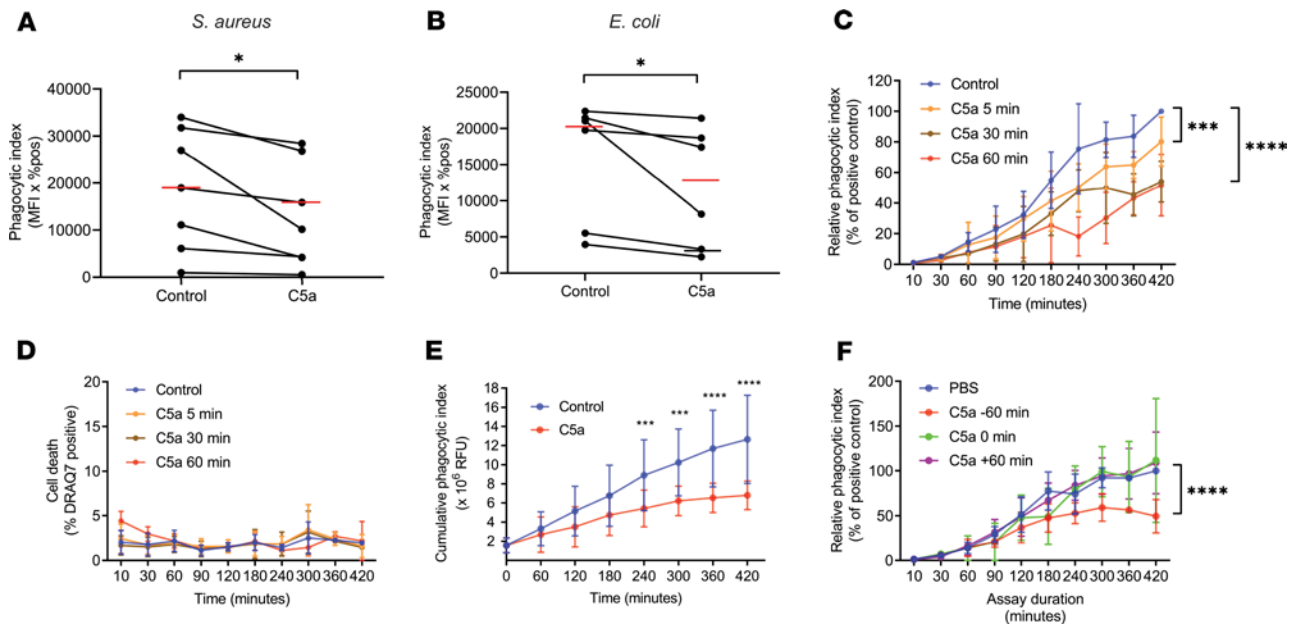 A
S. aureus
*
40000
30000
20000
10000
0
Phagocytic index
(MFI x %pos)
Control
C5a
B
E. coli
*
25000
20000
15000
10000
5000
0
Phagocytic index
(MFI x %pos)
Control
C5a
C
Control
C5a 5 min
C5a 30 min
C5a 60 min
***
****
120
100
80
60
40
20
0
Relative phagocytic index
(% of positive control)
10 30 60 90 120 180 240 300 360 420
Time (minutes)
D
Control
C5a 5 min
C5a 30 min
C5a 60 min
20
15
10
5
0
Cell death
(% DRAQ7 positive)
10 30 60 90 120 180 240 300 360 420
Time (minutes)
E
Control
C5a
*** *** **** ****
18
16
14
12
10
8
6
4
2
Cumulative phagocytic index
(x 10⁶ RFU)
0 60 120 180 240 300 360 420
Time (minutes)
F
PBS
C5a -60 min
C5a 0 min
C5a +60 min
****
200
150
100
50
0
Relative phagocytic index
(% of positive control)
10 30 60 90 120 180 240 300 360 420
Assay duration
(minutes)